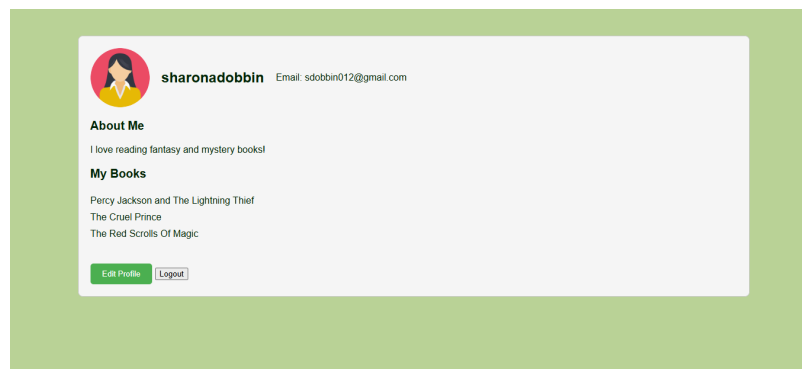 sharonadobbin Email: sdobbin012@gmail.com
About Me
I love reading fantasy and mystery books!
My Books
Percy Jackson and The Lightning Thief
The Cruel Prince
The Red Scrolls Of Magic
Edit Profile Logout